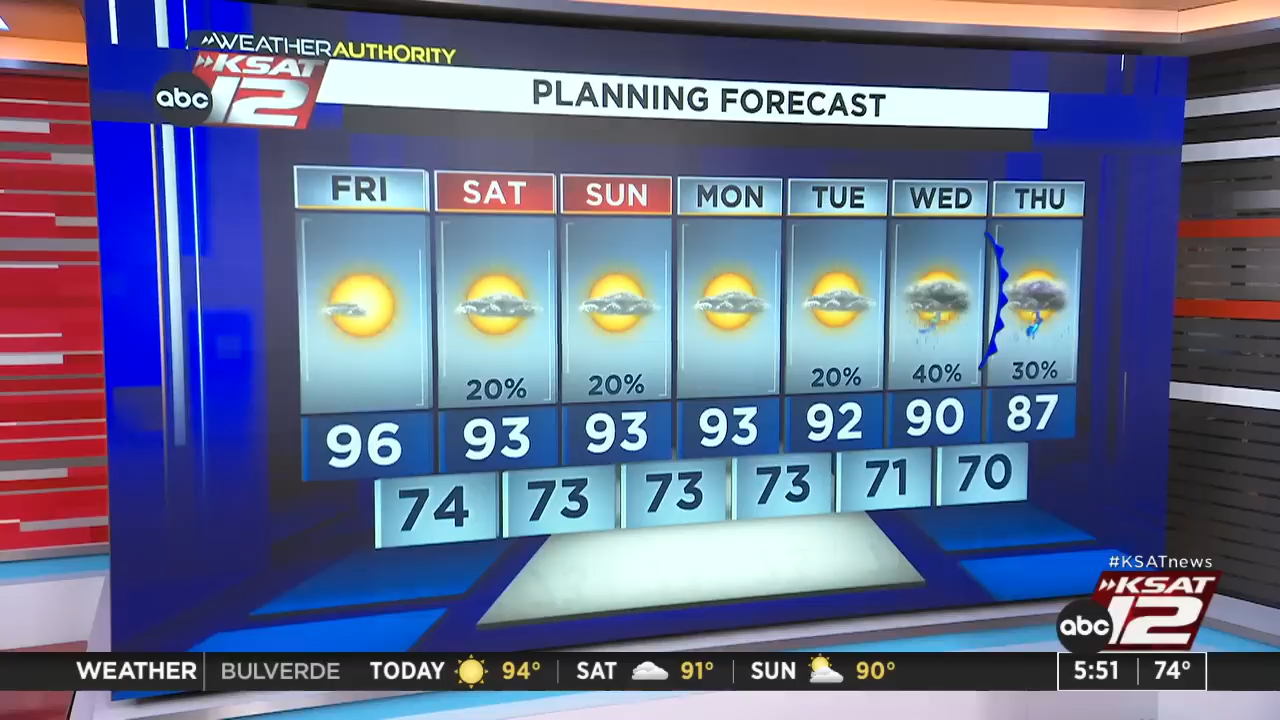 WEATHERAUTHORITY
KSAT
abc 12
PLANNING FORECAST
FRI SAT SUN MON TUE WED THU
20% 20% 20% 40% 30%
96 93 93 93 92 90 87
74 73 73 73 71 70
#KSATnews
KSAT
abc 12
WEATHER BULVERDE TODAY 94° SAT 91° SUN 90° 5:51 74°